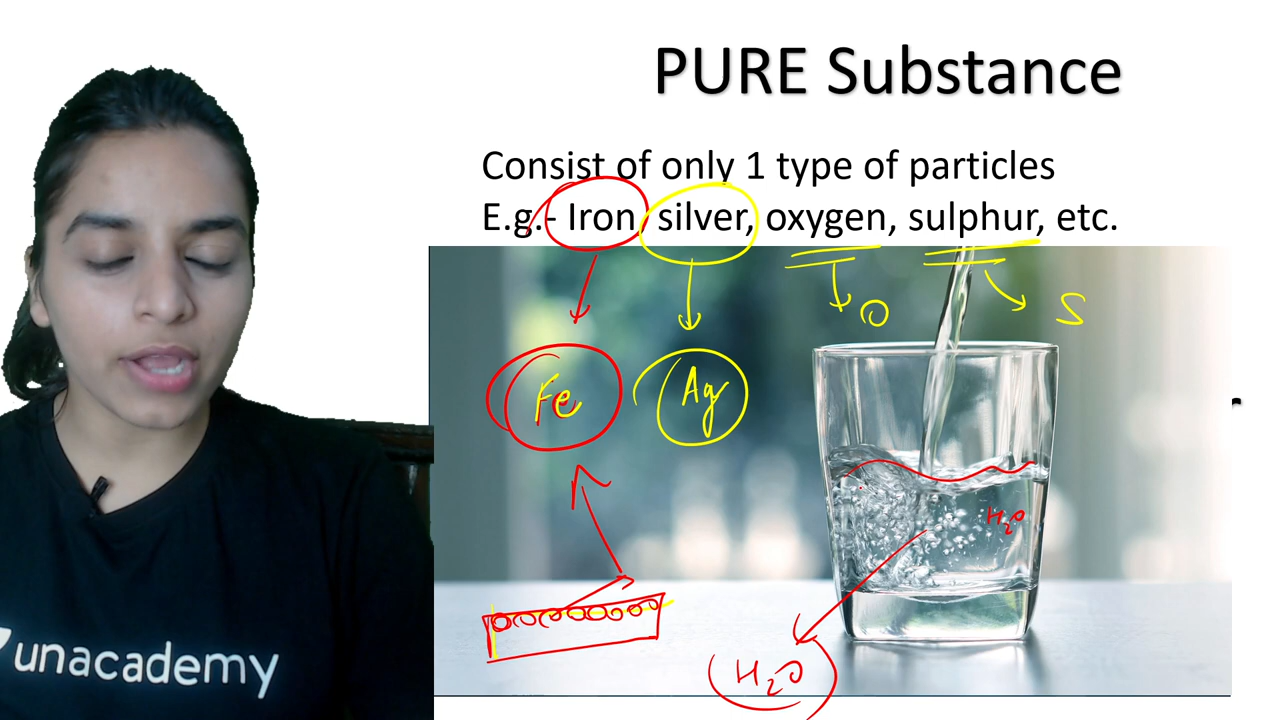 PURE Substance
Consist of only 1 type of particles
E.g.- Iron, silver, oxygen, sulphur, etc.
O S
Fe Ag
H₂O
H₂O
unacademy